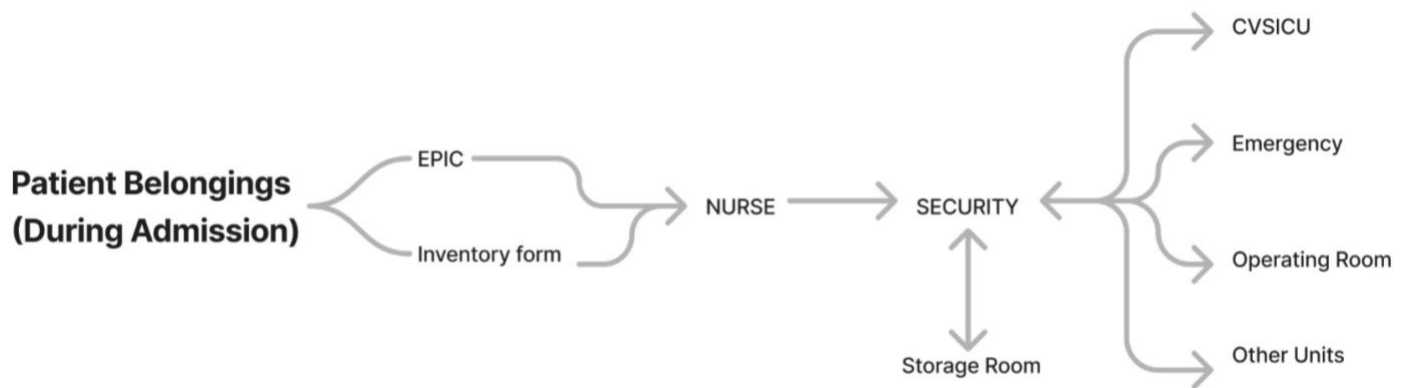 Patient Belongings
(During Admission)
EPIC
Inventory form
NURSE
SECURITY
Storage Room
CVSICU
Emergency
Operating Room
Other Units